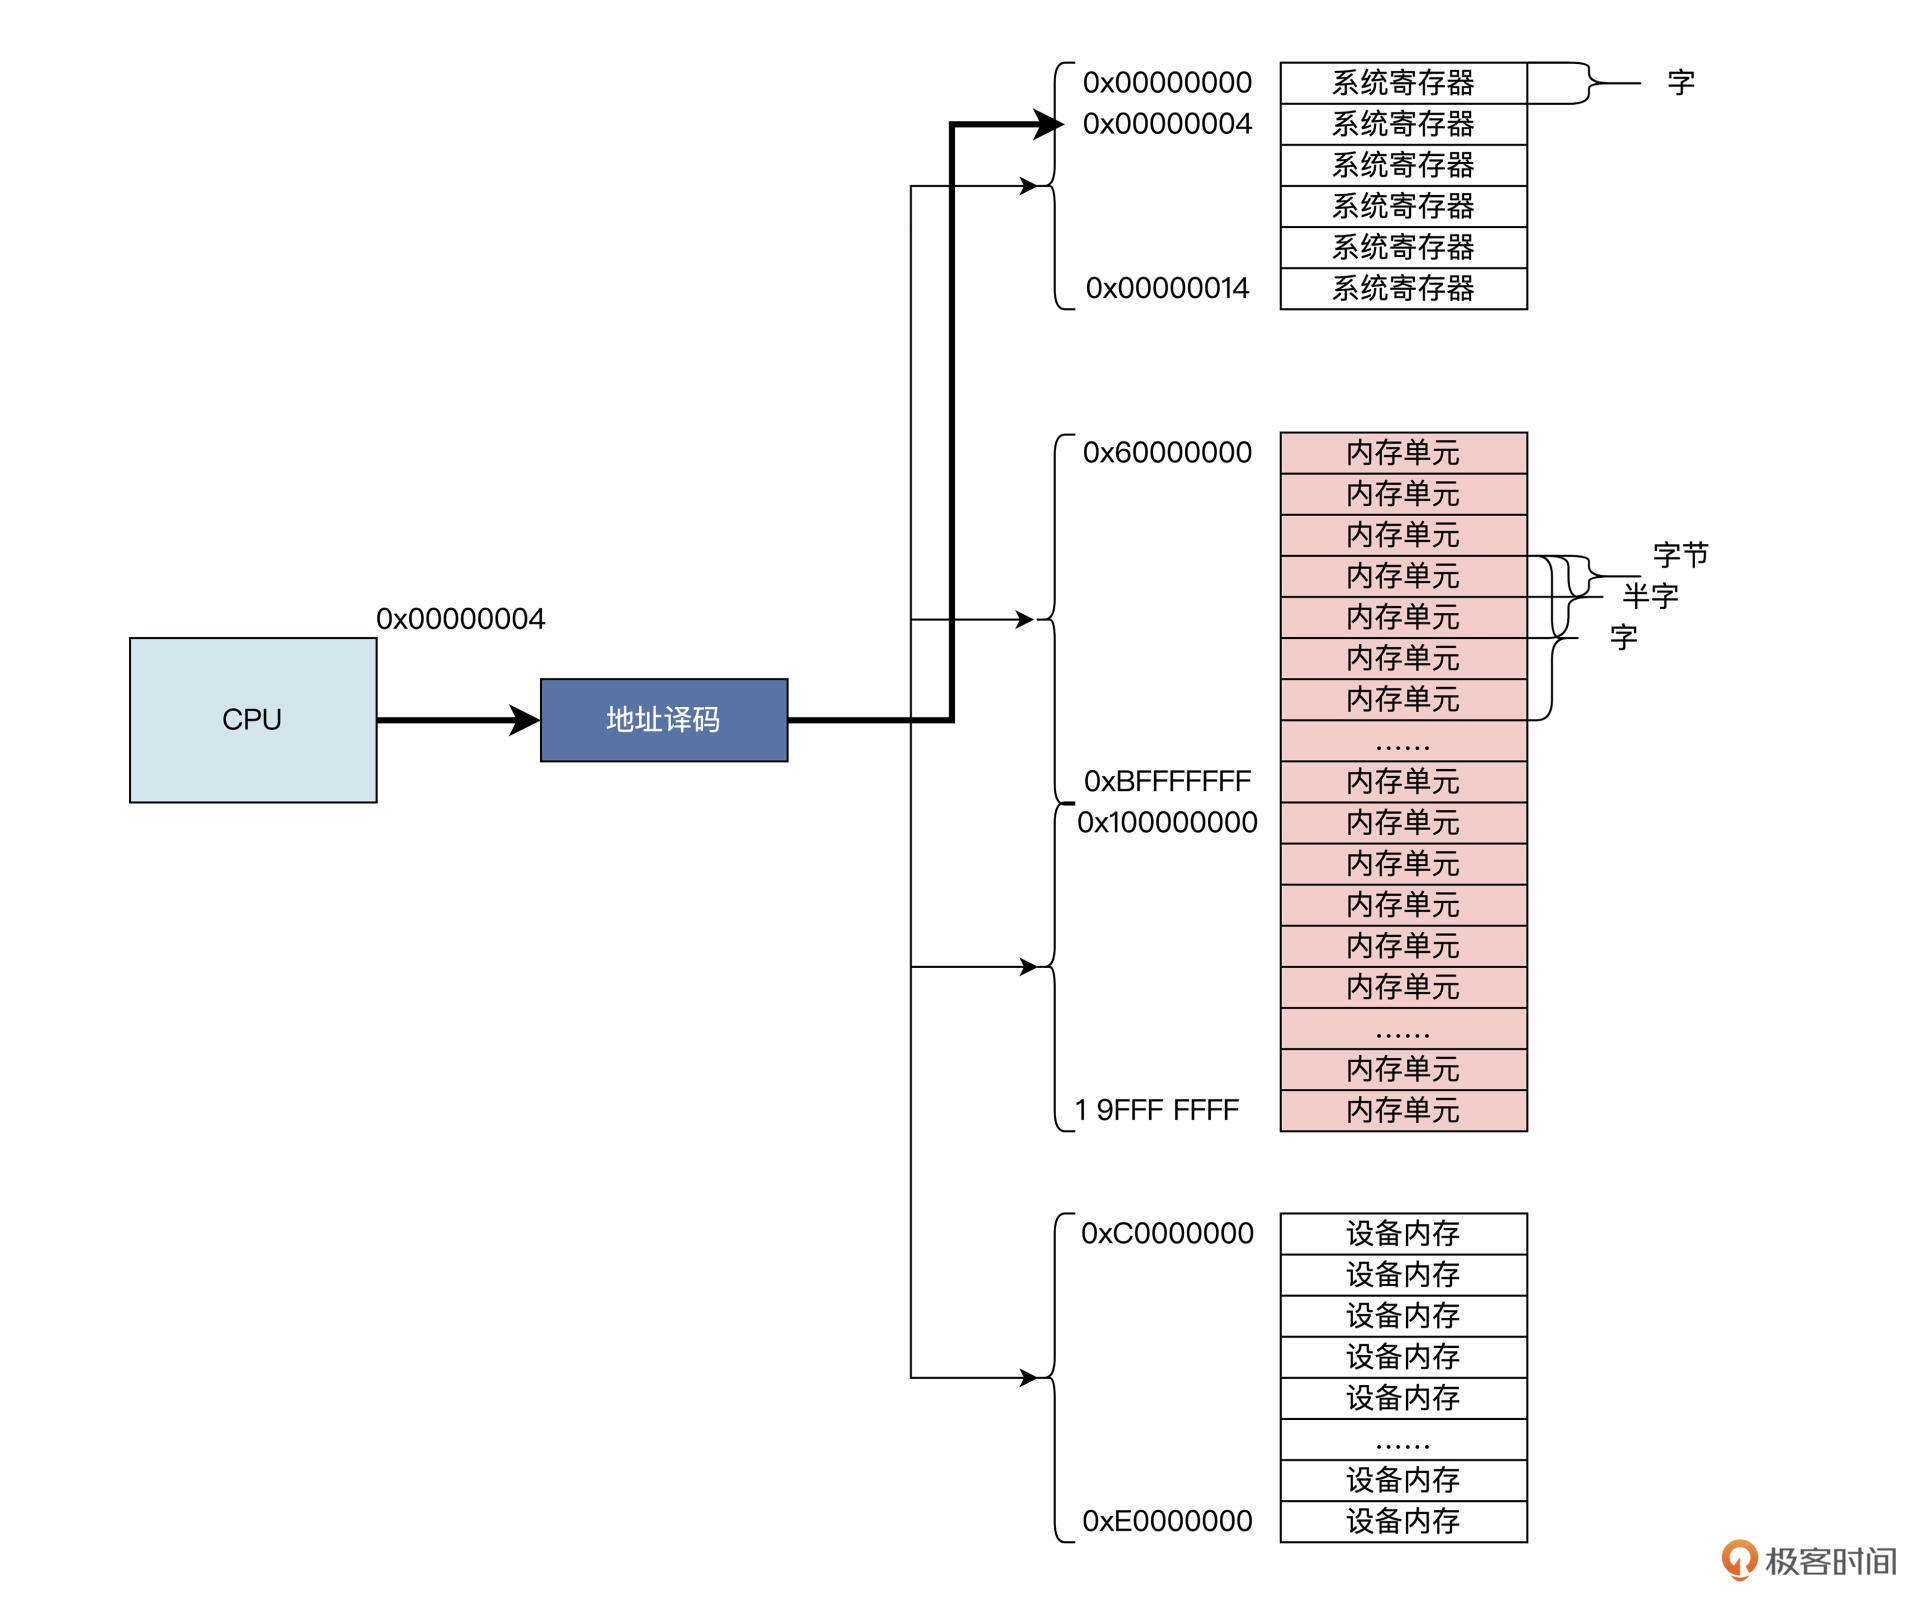 0x00000000 系统寄存器 字
0x00000004 系统寄存器
系统寄存器
系统寄存器
系统寄存器
0x00000014 系统寄存器
0x60000000 内存单元
内存单元
内存单元
字节
内存单元
半字
内存单元
字
内存单元
内存单元
......
0xBFFFFFFF 内存单元
0x100000000 内存单元
内存单元
内存单元
内存单元
内存单元
......
内存单元
1 9FFF FFFF 内存单元
0x00000004
CPU
地址译码
0xC0000000 设备内存
设备内存
设备内存
设备内存
设备内存
......
设备内存
0xE0000000 设备内存
极客时间